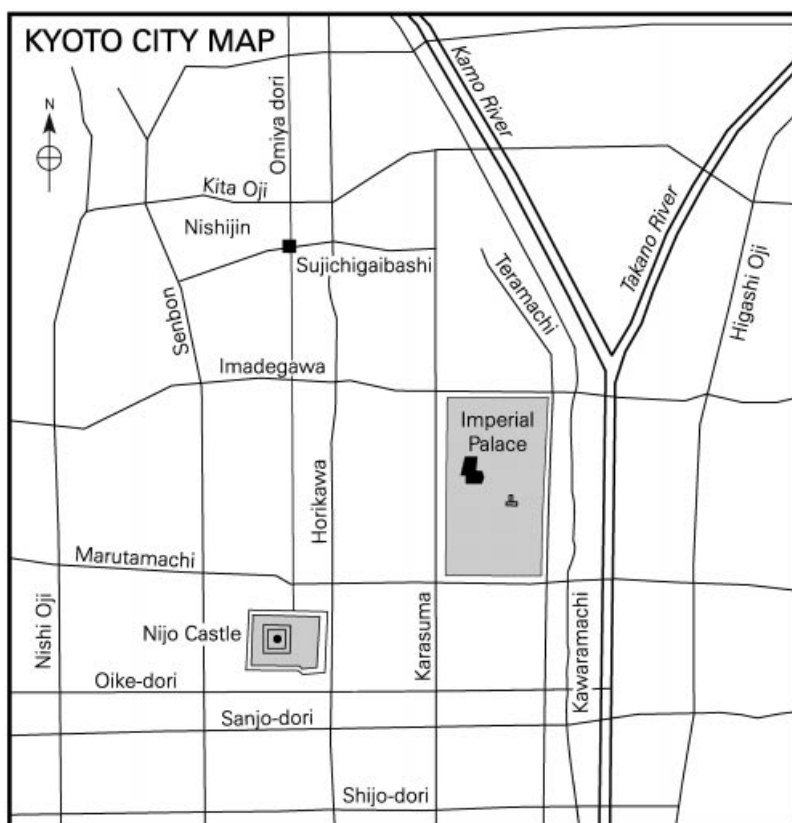 KYOTO CITY MAP
N
Omiya dori
Kamo River
Kita Oji
Takano River
Nishijin
Sujichigaibashi
Teramachi
Higashi Oji
Senbon
Imadegawa
Imperial
Palace
Horikawa
Marutamachi
Nishi Oji
Nijo Castle
Karasuma
Kawaramachi
Oike-dori
Sanjo-dori
Shijo-dori